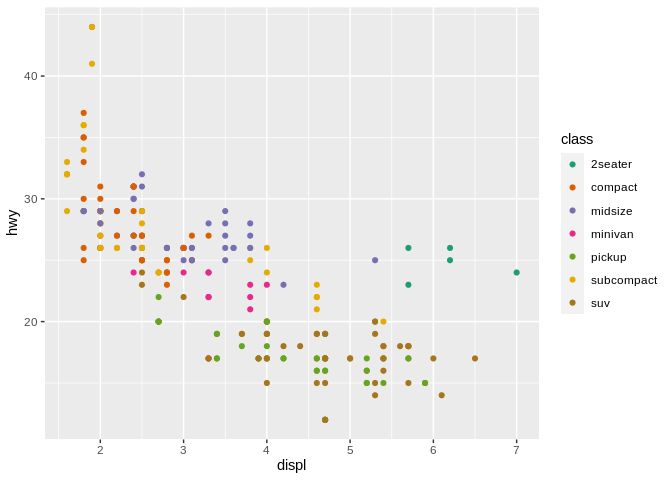 40
30
20
hwy
2 3 4 5 6 7
displ
class
2seater
compact
midsize
minivan
pickup
subcompact
suv